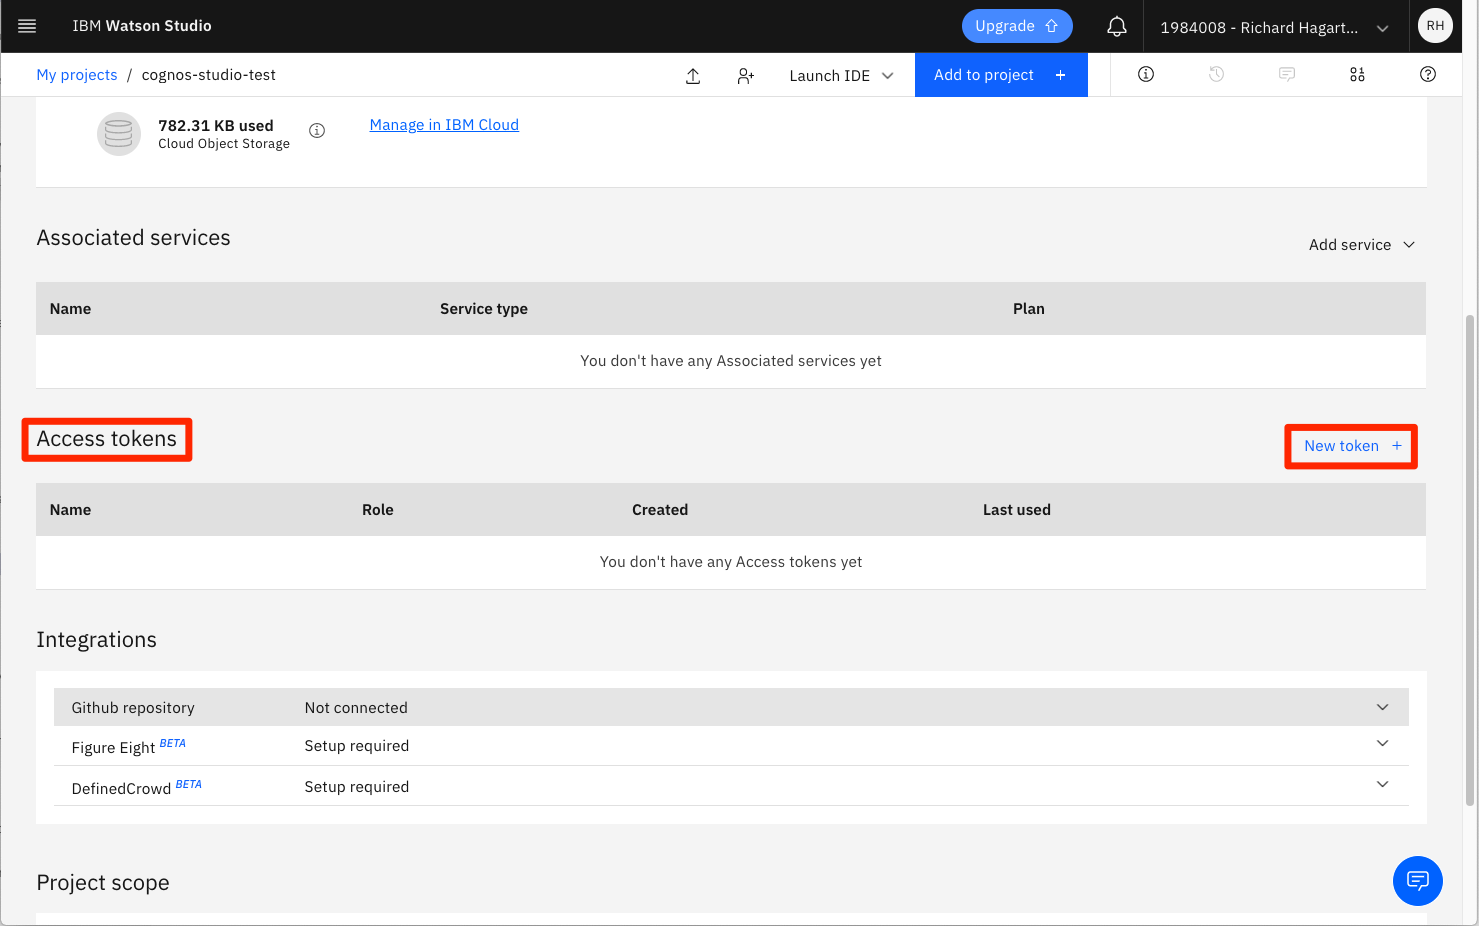 IBM Watson Studio
Upgrade
1984008 - Richard Hagart...
RH
My projects / cognos-studio-test
Launch IDE
Add to project +
782.31 KB used
Cloud Object Storage
Manage in IBM Cloud
Associated services
Add service
Name Service type Plan
You don't have any Associated services yet
Access tokens
New token +
Name Role Created Last used
You don't have any Access tokens yet
Integrations
Github repository Not connected
Figure Eight BETA Setup required
DefinedCrowd BETA Setup required
Project scope